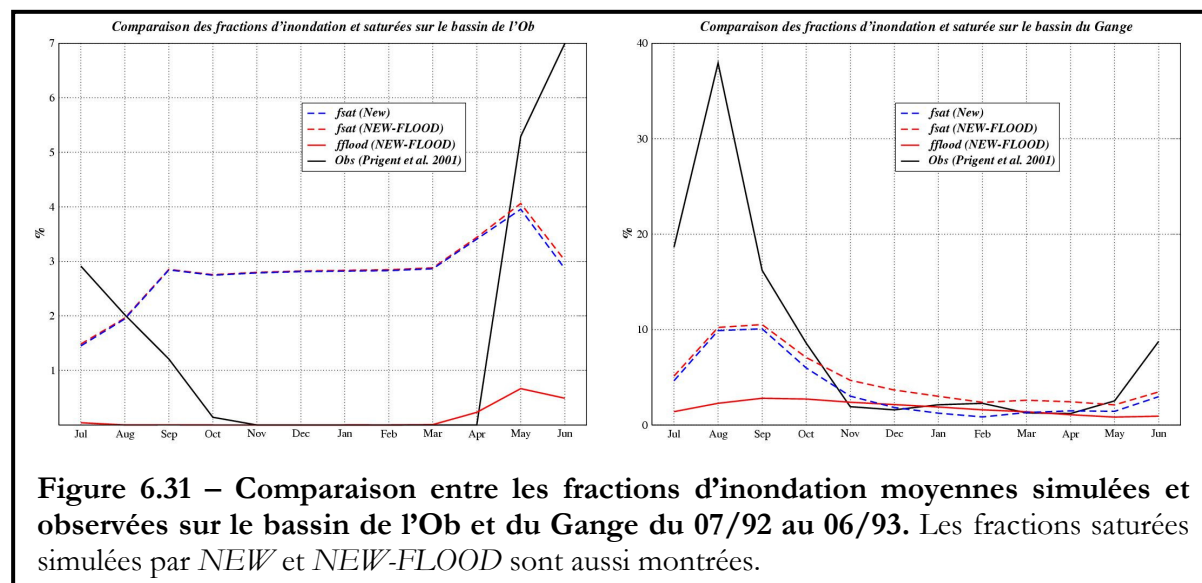 Comparaison des fractions d'inondation et saturées sur le bassin de l'Ob
7
6
5
4
%
3
2
1
fsat (New)
fsat (NEW-FLOOD)
fflood (NEW-FLOOD)
Obs (Prigent et al. 2001)
Jul Aug Sep Oct Nov Dec Jan Feb Mar Apr May Jun
Comparaison des fractions d'inondation et saturée sur le bassin du Gange
40
30
%
20
10
0
fsat (New)
fsat (NEW-FLOOD)
fflood (NEW-FLOOD)
Obs (Prigent et al. 2001)
Jul Aug Sep Oct Nov Dec Jan Feb Mar Apr May Jun
Figure 6.31 – Comparaison entre les fractions d'inondation moyennes simulées et
observées sur le bassin de l'Ob et du Gange du 07/92 au 06/93. Les fractions saturées
simulées par NEW et NEW-FLOOD sont aussi montrées.